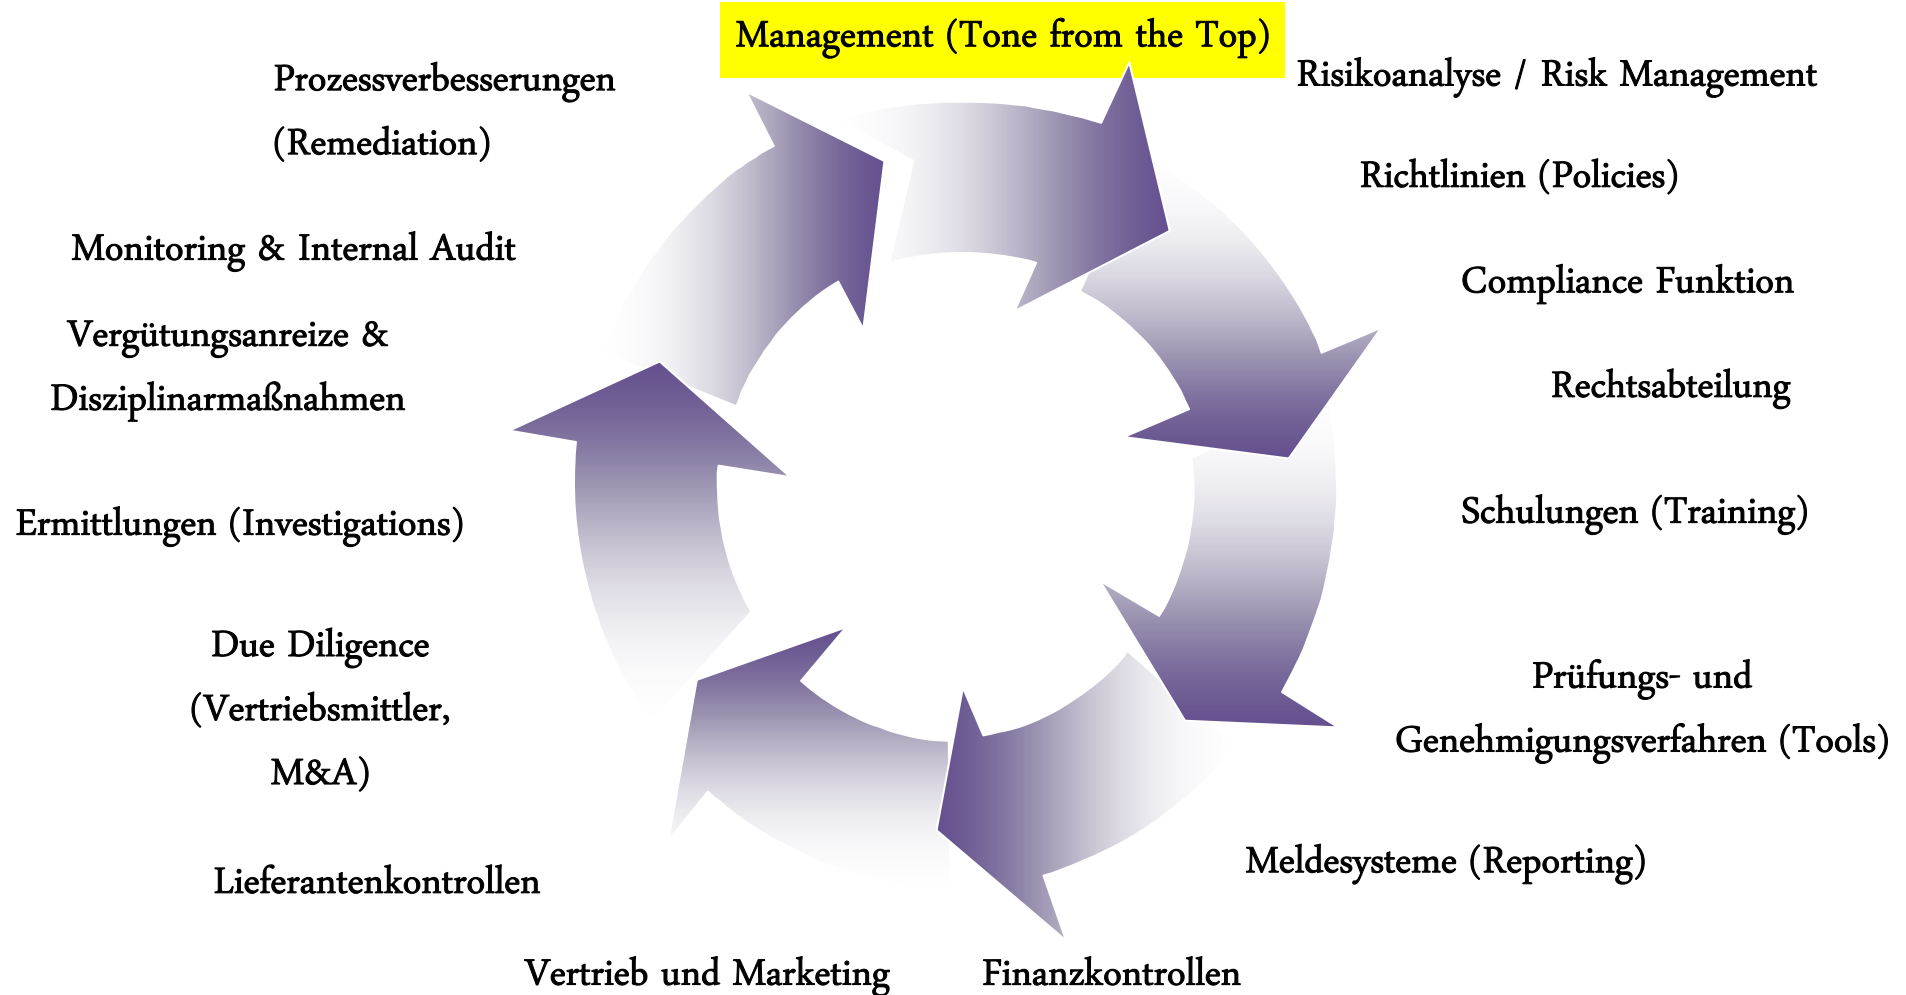 Management (Tone from the Top)
Risikoanalyse / Risk Management
Richtlinien (Policies)
Compliance Funktion
Rechtsabteilung
Schulungen (Training)
Prüfungs- und
Genehmigungsverfahren (Tools)
Meldesysteme (Reporting)
Finanzkontrollen
Vertrieb und Marketing
Lieferantenkontrollen
Due Diligence
(Vertriebsmittler,
M&A)
Ermittlungen (Investigations)
Vergütungsanreize &
Disziplinarmaßnahmen
Monitoring & Internal Audit
Prozessverbesserungen
(Remediation)